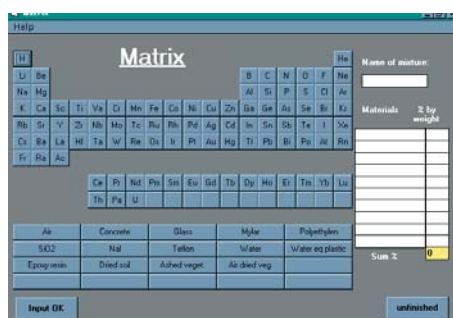 Help
Matrix
H He
Li Be B C N O F Ne
Na Mg Al Si P S Cl Ar
K Ca Sc Ti Va Cr Mn Fe Co Ni Cu Zn Ga Ge As Se Br Kr
Rb Sr Y Zr Nb Mo Tc Ru Rh Pd Ag Cd In Sn Sb Te I Xe
Cs Ba La Hf Ta W Re Os Ir Pt Au Hg Tl Pb Bi Po At Rn
Fr Ra Ac
Ce Pr Nd Pm Sm Eu Gd Tb Dy Ho Er Tm Yb Lu
Th Pa U
Name of mixture:
Materials % by weight
Air Concrete Glass Mylar Polyethylen
SiO2 NaI Teflon Water Water eq plastic
Epoxy resin Dried soil Ashed veget. Air dried veg.
Sum % 0
Input OK
unfinished